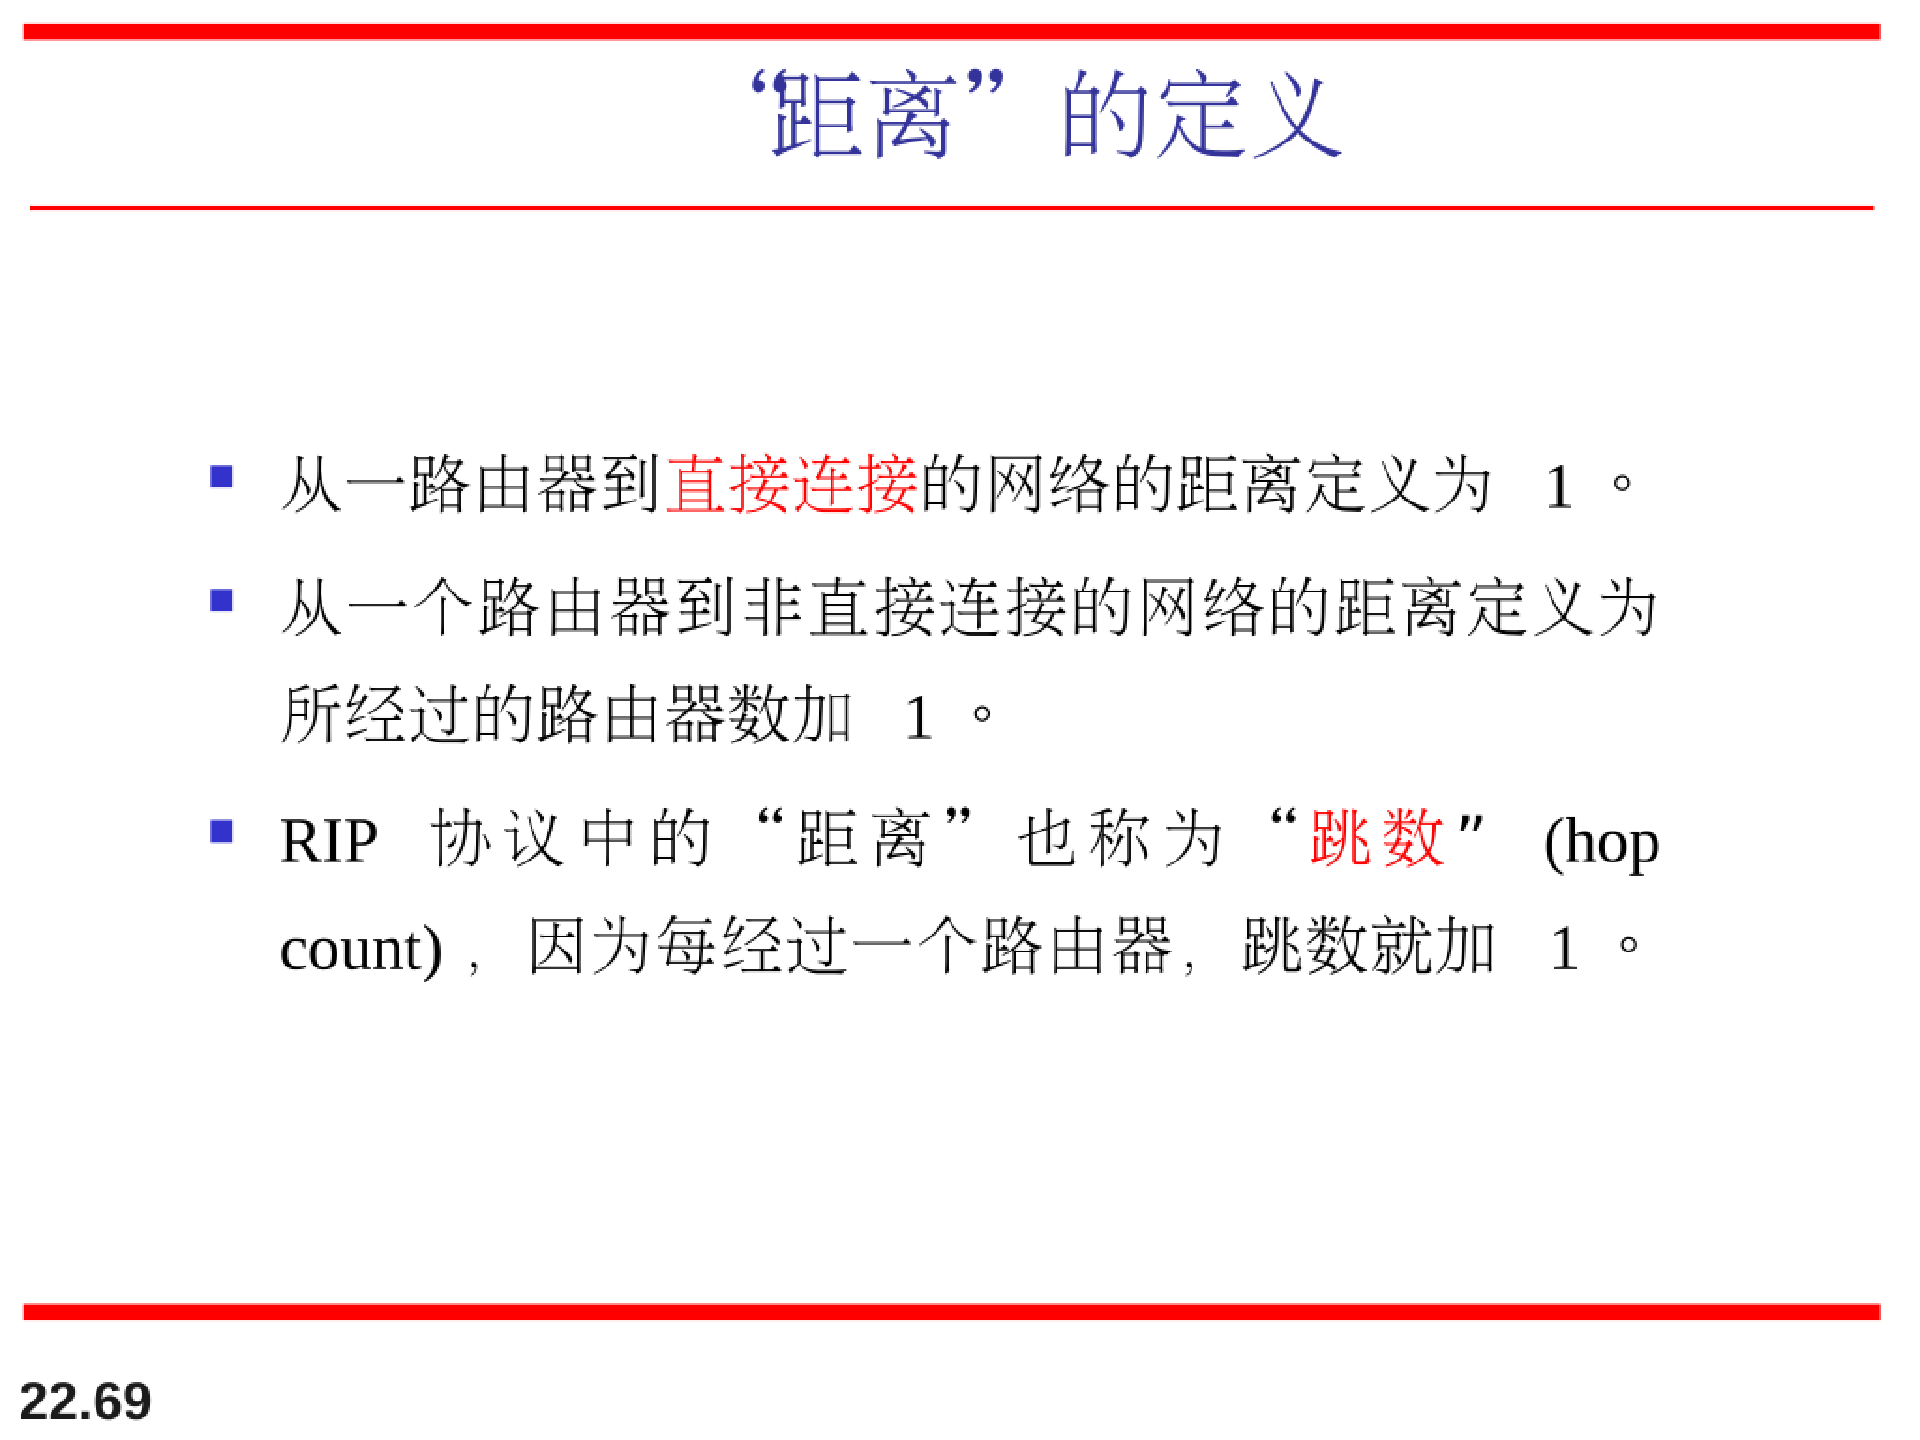 “距离”的定义
从一路由器到直接连接的网络的距离定义为 1 。
从一个路由器到非直接连接的网络的距离定义为
所经过的路由器数加 1 。
RIP 协议中的“距离”也称为“跳数” (hop
count) ，因为每经过一个路由器，跳数就加 1 。
22.69